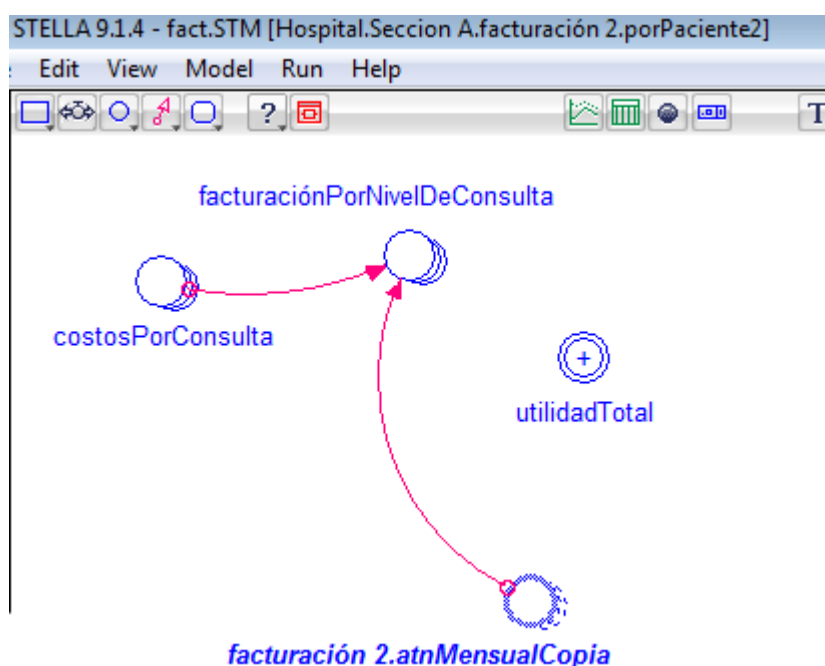 STELLA 9.1.4 - fact.STM [Hospital.Seccion A.facturación 2.porPaciente2]
Edit View Model Run Help
? T
facturaciónPorNivelDeConsulta
costosPorConsulta
+
utilidadTotal
facturación 2.atnMensualCopia